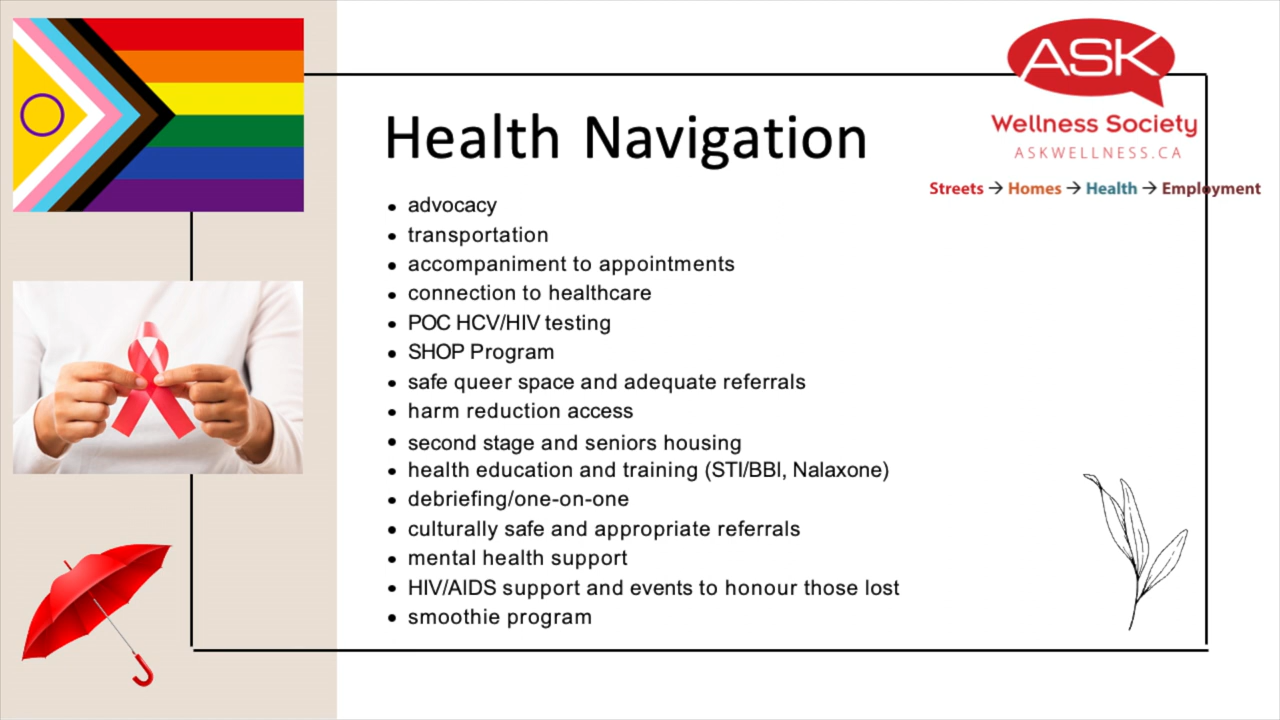 ASK
Wellness Society
ASKWELLNESS.CA
Streets → Homes → Health → Employment
Health Navigation
• advocacy
• transportation
• accompaniment to appointments
• connection to healthcare
• POC HCV/HIV testing
• SHOP Program
• safe queer space and adequate referrals
• harm reduction access
• second stage and seniors housing
• health education and training (STI/BBI, Nalaxone)
• debriefing/one-on-one
• culturally safe and appropriate referrals
• mental health support
• HIV/AIDS support and events to honour those lost
• smoothie program